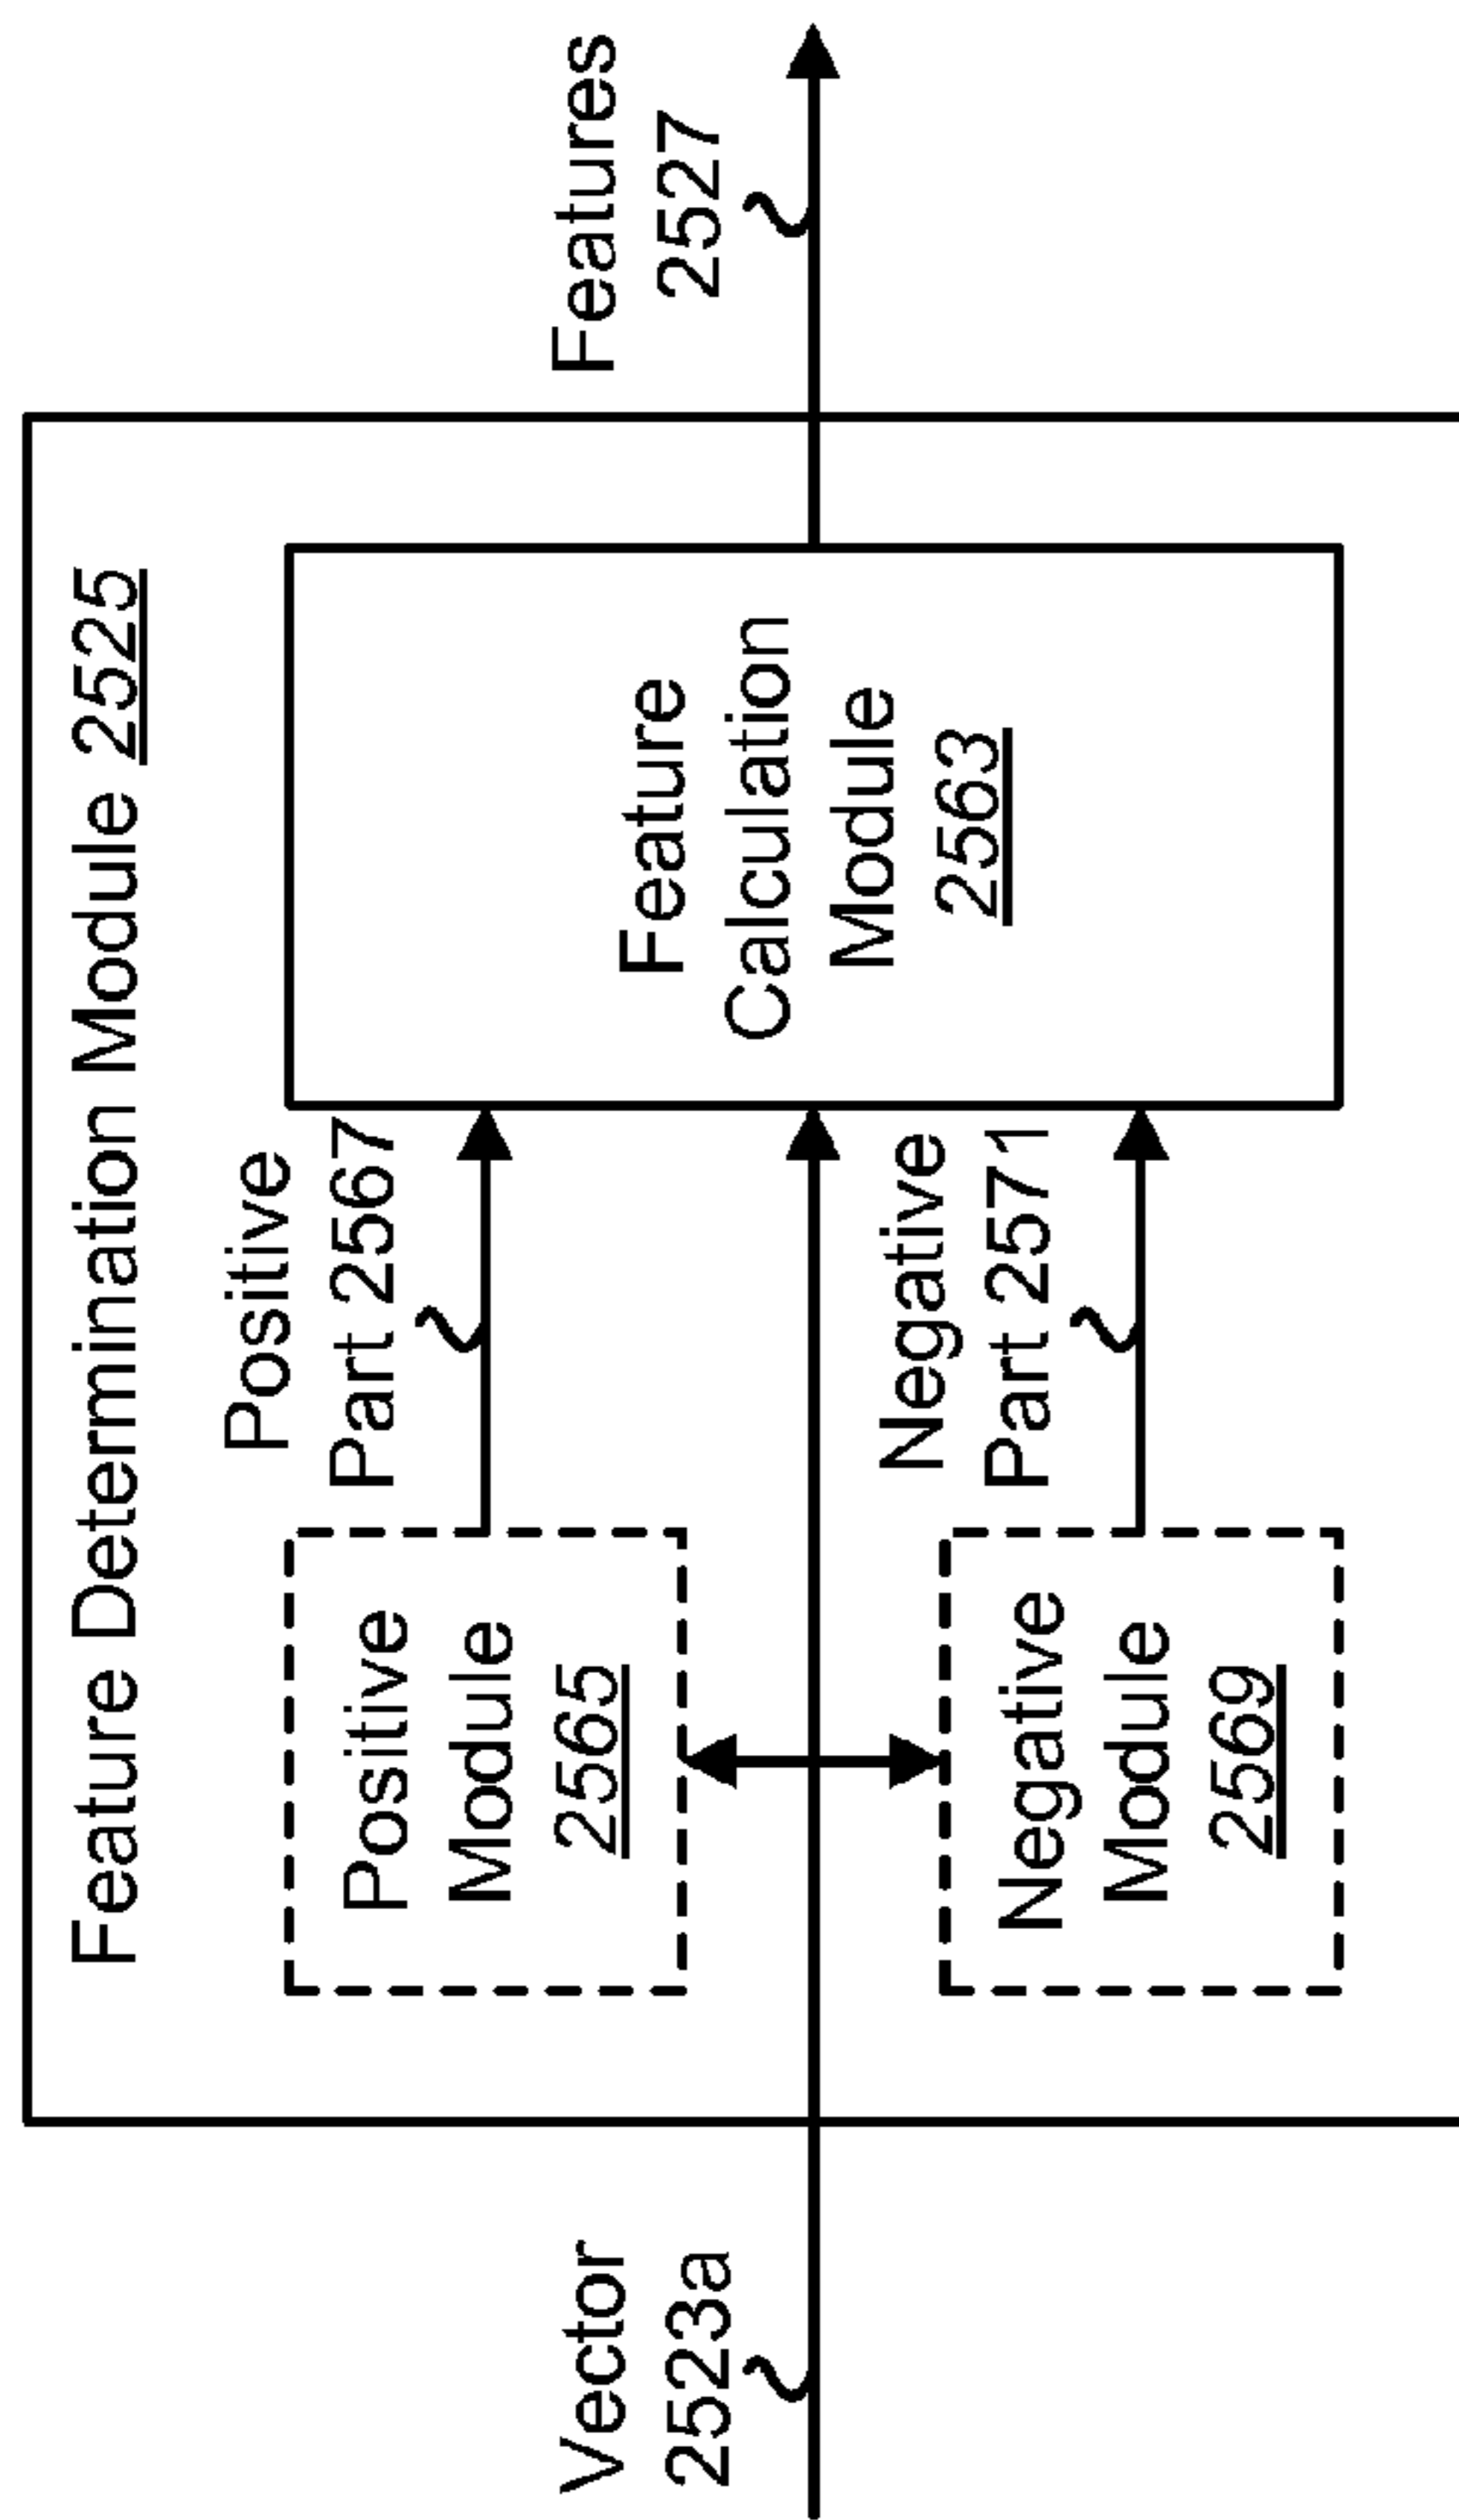 Feature Determination Module 2525
Vector
2523a
Positive
Module
2565
Positive
Part 2567
Negative
Module
2569
Negative
Part 2571
Feature
Calculation
Module
2563
Features
2527